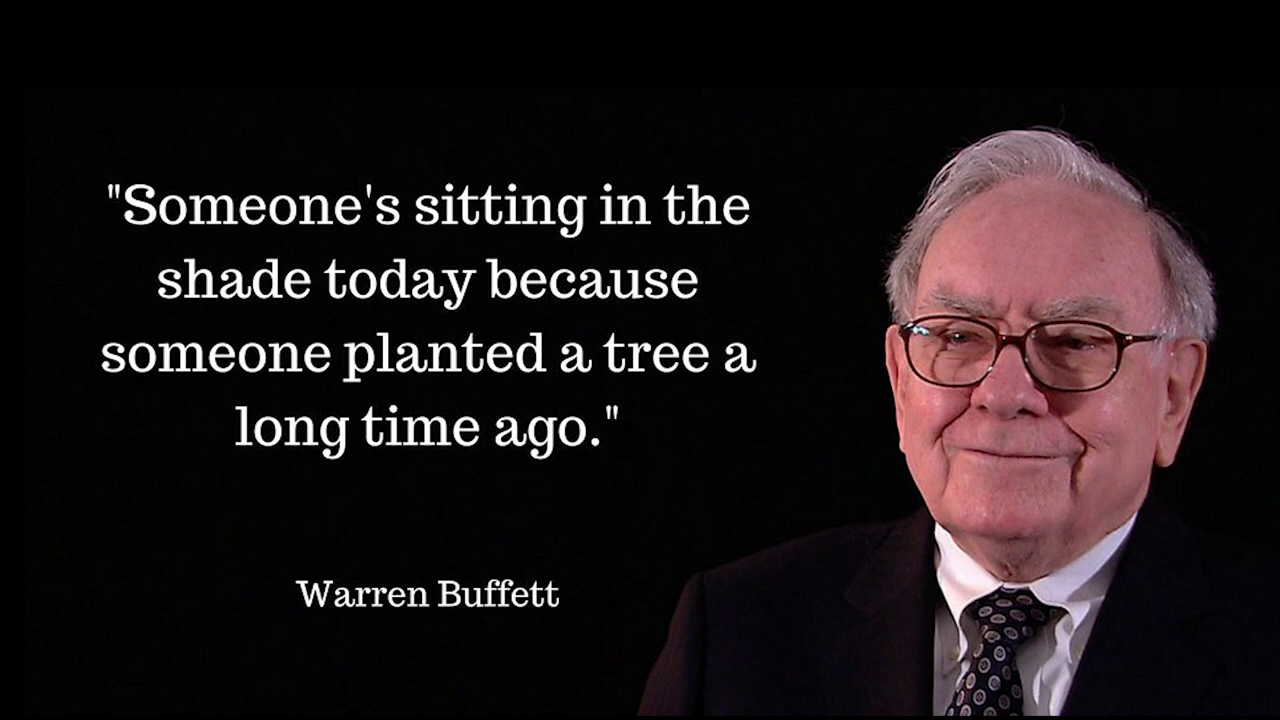 "Someone's sitting in the
shade today because
someone planted a tree a
long time ago."
Warren Buffett